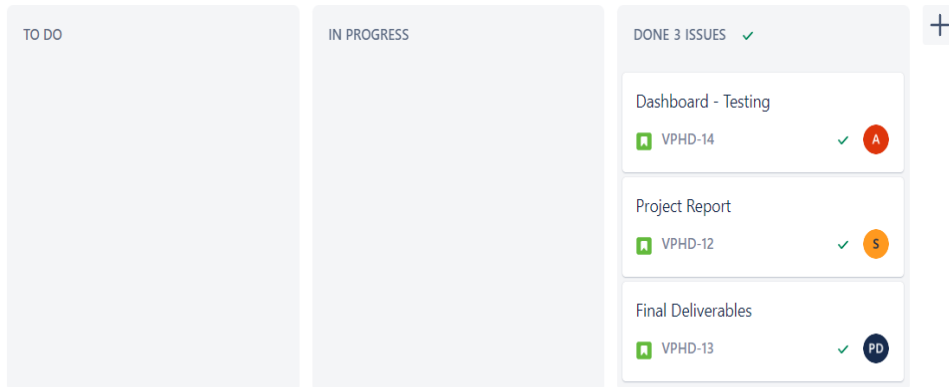 TO DO
IN PROGRESS
DONE 3 ISSUES
Dashboard - Testing
VPHD-14
A
Project Report
VPHD-12
S
Final Deliverables
VPHD-13
PD